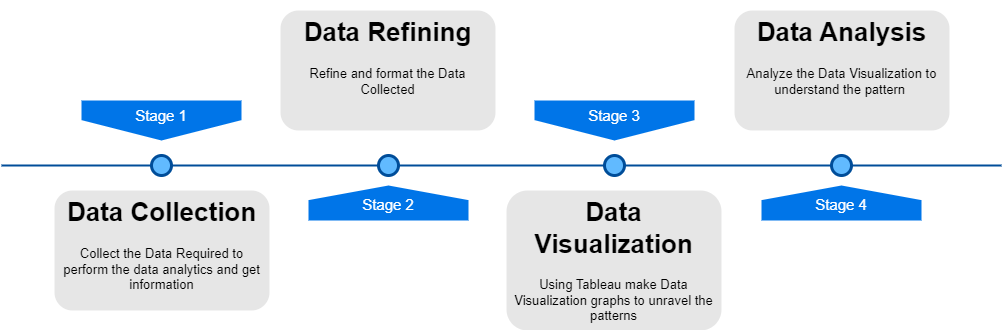 Stage 1
Data Collection
Collect the Data Required to
perform the data analytics and get
information
Data Refining
Refine and format the Data
Collected
Stage 2
Stage 3
Data
Visualization
Using Tableau make Data
Visualization graphs to unravel the
patterns
Data Analysis
Analyze the Data Visualization to
understand the pattern
Stage 4